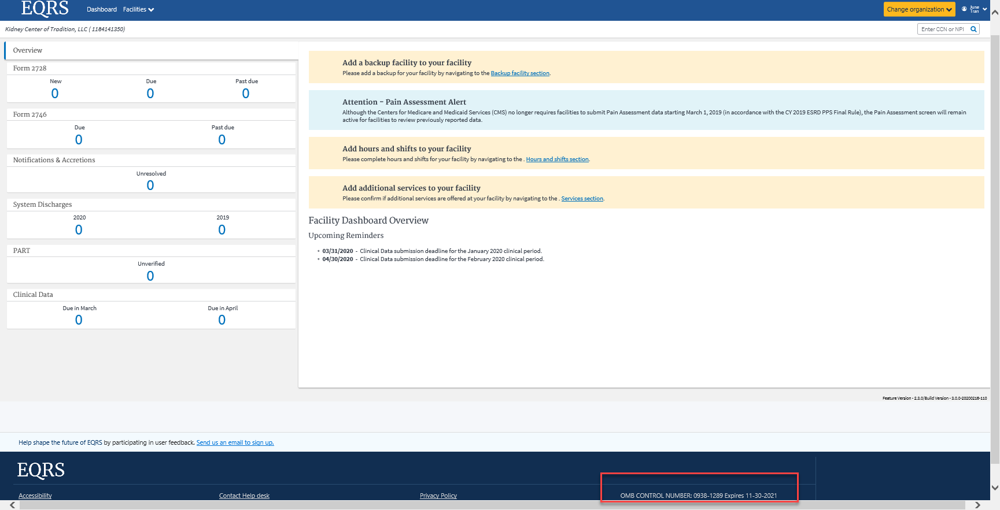 EQRS
Dashboard Facilities
Change organization
June
Tran
Kidney Center of Tradition, LLC ( 1184141350)
Enter CCN or NPI
Overview
Form 2728
New Due Past due
0 0 0
Form 2746
Due Past due
0 0
Notifications & Accretions
Unresolved
0
System Discharges
2020 2019
0 0
PART
Unverified
0
Clinical Data
Due in March Due in April
0 0
Add a backup facility to your facility
Please add a backup for your facility by navigating to the Backup facility section.
Attention - Pain Assessment Alert
Although the Centers for Medicare and Medicaid Services (CMS) no longer requires facilities to submit Pain Assessment data starting March 1, 2019 (in accordance with the CY 2019 ESRD PPS Final Rule), the Pain Assessment screen will remain
active for facilities to review previously reported data.
Add hours and shifts to your facility
Please complete hours and shifts for your facility by navigating to the . Hours and shifts section.
Add additional services to your facility
Please confirm if additional services are offered at your facility by navigating to the . Services section.
Facility Dashboard Overview
Upcoming Reminders
03/31/2020 - Clinical Data submission deadline for the January 2020 clinical period.
04/30/2020 - Clinical Data submission deadline for the February 2020 clinical period.
Feature Version - 2.3.0/Build Version - 3.0.0-20200218-110
Help shape the future of EQRS by participating in user feedback. Send us an email to sign up.
EQRS
Accessibility Contact Help desk Privacy Policy OMB CONTROL NUMBER: 0938-1289 Expires 11-30-2021